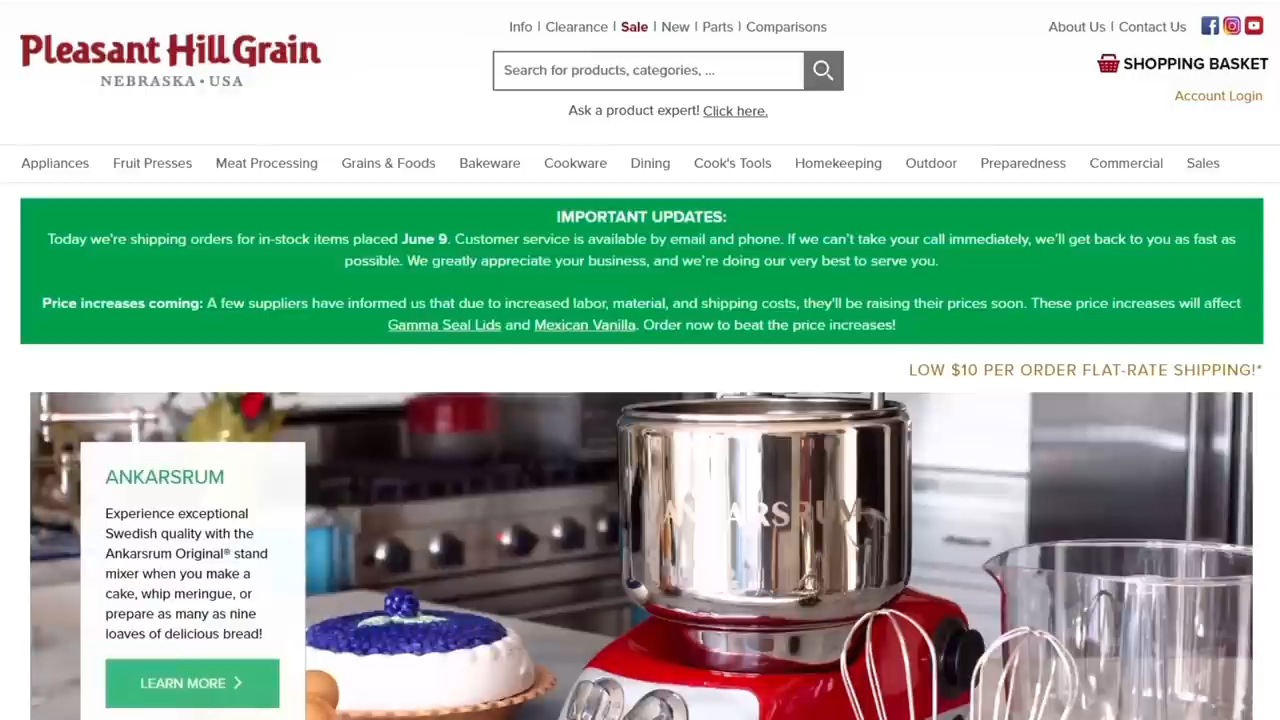 Info | Clearance | Sale | New | Parts | Comparisons
About Us | Contact Us
Pleasant Hill Grain
NEBRASKA • USA
Search for products, categories, ...
SHOPPING BASKET
Account Login
Ask a product expert! Click here.
Appliances Fruit Presses Meat Processing Grains & Foods Bakeware Cookware Dining Cook's Tools Homekeeping Outdoor Preparedness Commercial Sales
IMPORTANT UPDATES:
Today we're shipping orders for in-stock items placed June 9. Customer service is available by email and phone. If we can't take your call immediately, we'll get back to you as fast as
possible. We greatly appreciate your business, and we're doing our very best to serve you.
Price increases coming: A few suppliers have informed us that due to increased labor, material, and shipping costs, they'll be raising their prices soon. These price increases will affect
Gamma Seal Lids and Mexican Vanilla. Order now to beat the price increases!
LOW $10 PER ORDER FLAT-RATE SHIPPING!*
ANKARSRUM
Experience exceptional
Swedish quality with the
Ankarsrum Original® stand
mixer when you make a
cake, whip meringue, or
prepare as many as nine
loaves of delicious bread!
LEARN MORE
ANKARSRUM